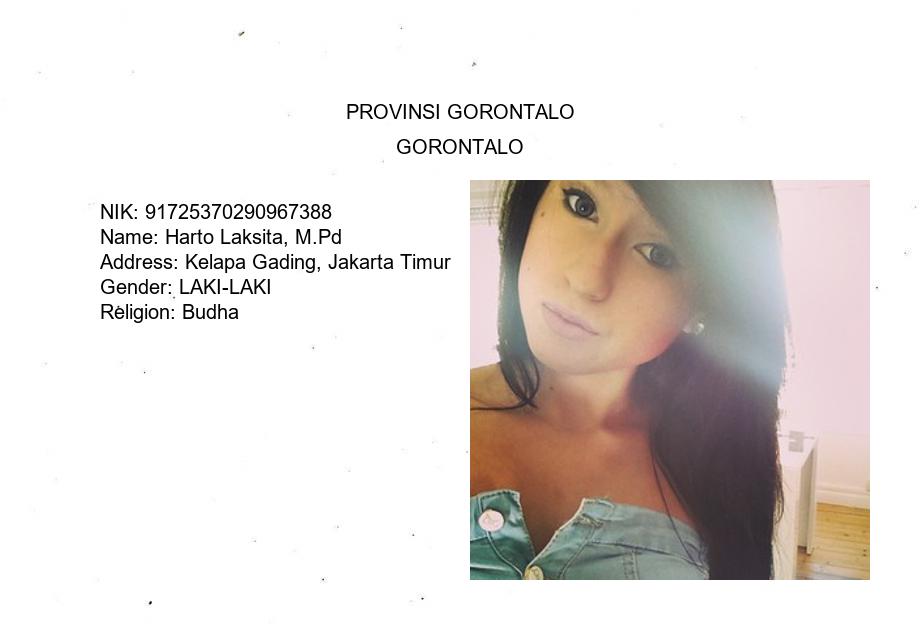 PROVINSI GORONTALO
GORONTALO
NIK: 91725370290967388
Name: Harto Laksita, M.Pd
Address: Kelapa Gading, Jakarta Timur
Gender: LAKI-LAKI
Religion: Budha